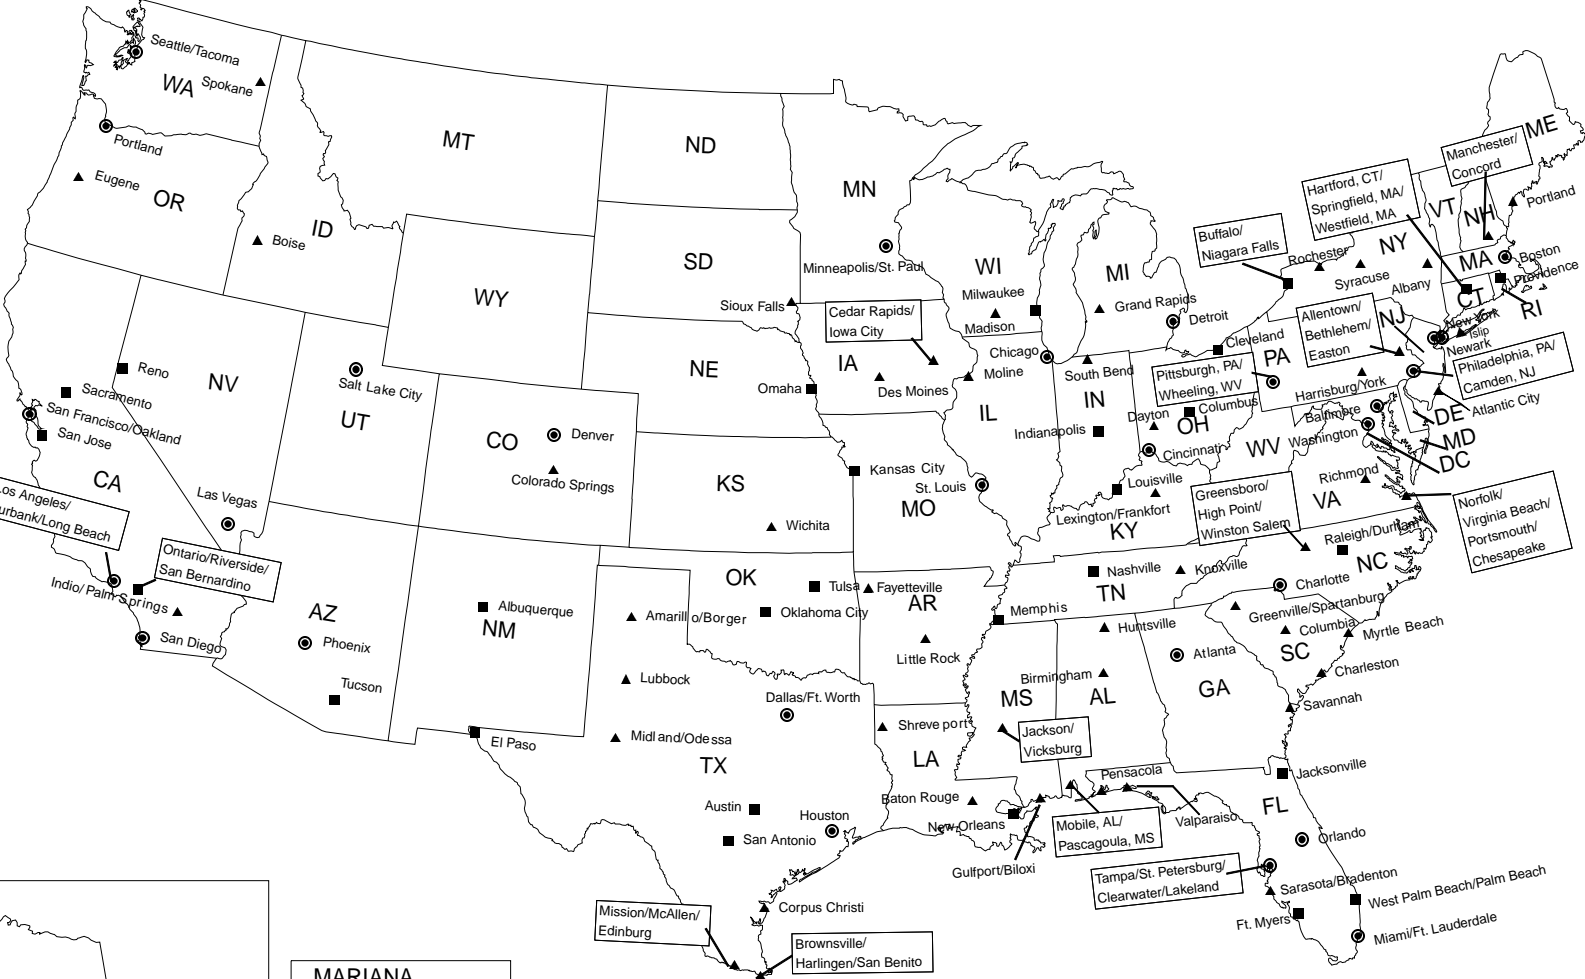 Seattle/Tacoma
WA
Spokane
Portland
Eugene
OR
Boise
ID
MT
ND
MN
Minneapolis/St. Paul
SD
Sioux Falls
WY
NE
Omaha
Reno
Sacramento
San Francisco/Oakland
San Jose
NV
CA
Las Vegas
Salt Lake City
UT
CO
Denver
Colorado Springs
KS
Wichita
Los Angeles/
urbank/Long Beach
Ontario/Riverside/
San Bernardino
Indio/ Palm Springs
San Diego
AZ
Phoenix
Tucson
Albuquerque
NM
El Paso
OK
Tulsa
Oklahoma City
Amarillo/Borger
Lubbock
Midland/Odessa
Dallas/Ft. Worth
TX
Austin
San Antonio
Houston
Corpus Christi
Mission/McAllen/
Edinburg
Brownsville/
Harlingen/San Benito
WI
Milwaukee
Madison
Cedar Rapids/
Iowa City
IA
Des Moines
Moline
Chicago
IL
MO
Kansas City
St. Louis
MI
Grand Rapids
Detroit
South Bend
IN
Indianapolis
Cleveland
Pittsburgh, PA/
Wheeling, WV
Dayton
Columbus
OH
Cincinnati
Louisville
Lexington/Frankfort
KY
Fayetteville
AR
Little Rock
Memphis
Nashville
Knoxville
TN
Huntsville
Birmingham
AL
MS
Jackson/
Vicksburg
Shreveport
LA
Baton Rouge
New Orleans
Gulfport/Biloxi
Mobile, AL/
Pascagoula, MS
Pensacola
Valparaiso
Atlanta
GA
Greenville/Spartanburg
Columbia
SC
Myrtle Beach
Charleston
Savannah
Jacksonville
FL
Orlando
Tampa/St. Petersburg/
Clearwater/Lakeland
Sarasota/Bradenton
Ft. Myers
West Palm Beach/Palm Beach
Miami/Ft. Lauderdale
Charlotte
NC
Raleigh/Durham
Greensboro/
High Point/
Winston Salem
VA
Richmond
Norfolk/
Virginia Beach/
Portsmouth/
Chesapeake
WV
Washington
Baltimore
DC
MD
DE
Atlantic City
Harrisburg/York
PA
Philadelphia, PA/
Camden, NJ
Allentown/
Bethlehem/
Easton
NJ
Newark
New York
Islip
Buffalo/
Niagara Falls
Rochester
Syracuse
Albany
NY
Hartford, CT/
Springfield, MA/
Westfield, MA
CT
RI
Providence
Boston
MA
VT
NH
Manchester/
Concord
Portland
ME
MARIANA